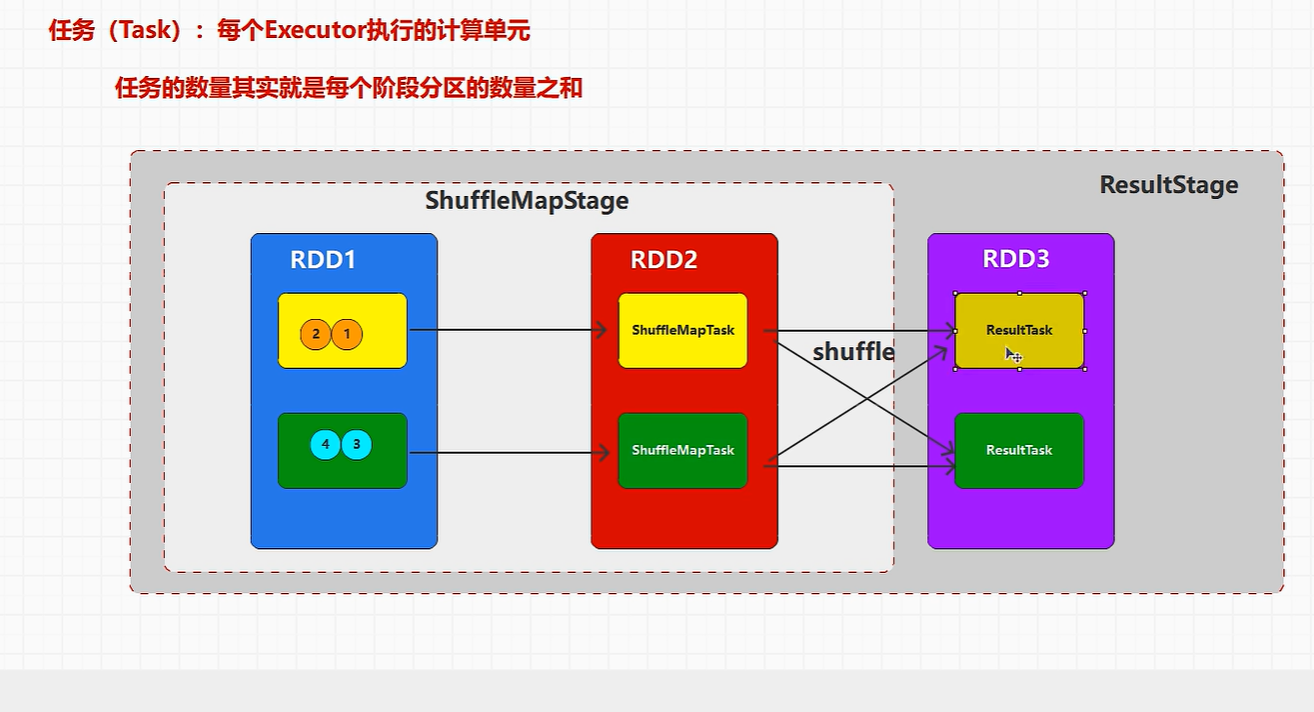 任务（Task）：每个Executor执行的计算单元
任务的数量其实就是每个阶段分区的数量之和
ResultStage
ShuffleMapStage
RDD1
RDD2
RDD3
2
1
ShuffleMapTask
ResultTask
shuffle
4
3
ShuffleMapTask
ResultTask